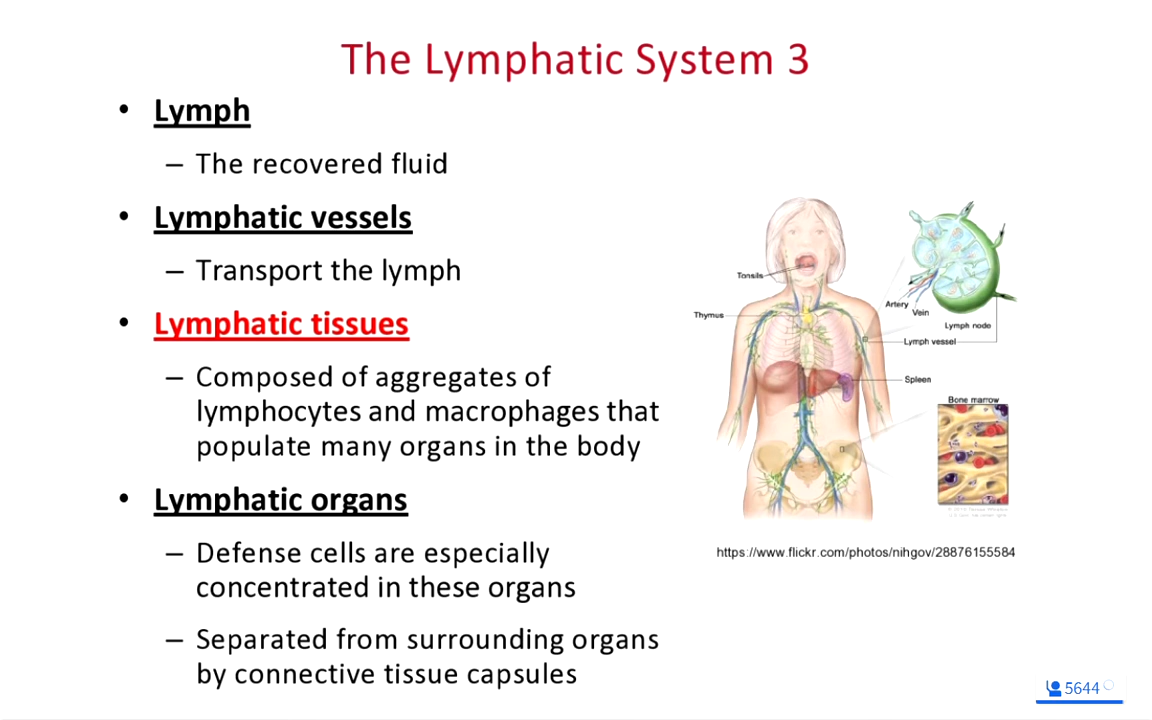 The Lymphatic System 3
• Lymph
– The recovered fluid
• Lymphatic vessels
– Transport the lymph
• Lymphatic tissues
– Composed of aggregates of
lymphocytes and macrophages that
populate many organs in the body
• Lymphatic organs
– Defense cells are especially
concentrated in these organs
– Separated from surrounding organs
by connective tissue capsules
Tonsils
Thymus
Artery
Vein
Lymph node
Lymph vessel
Spleen
Bone marrow
https://www.flickr.com/photos/nihgov/28876155584
5644